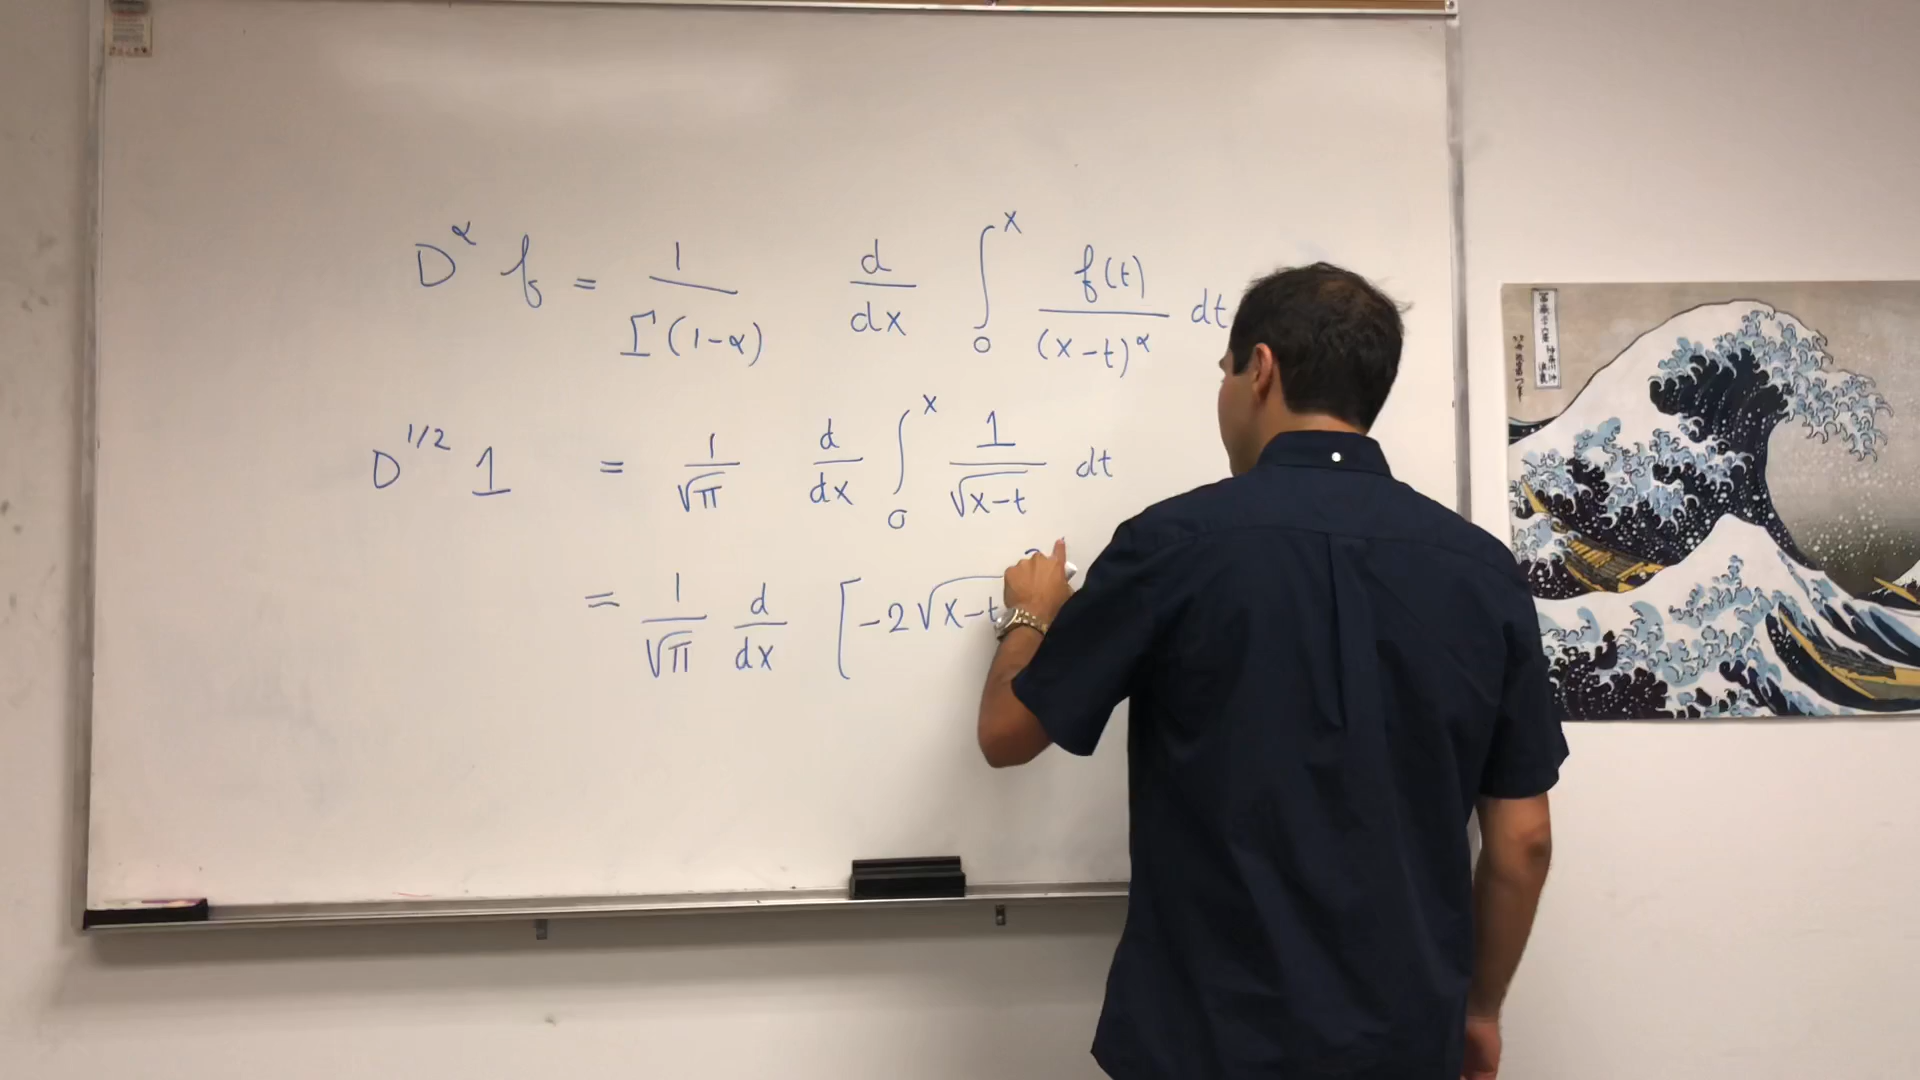 D^α f = 1/Γ(1-α) d/dx ∫_0^x f(t)/(x-t)^α dt
D^1/2 1 = 1/√π d/dx ∫_0^x 1/√x-t dt
= 1/√π d/dx [-2√x-t